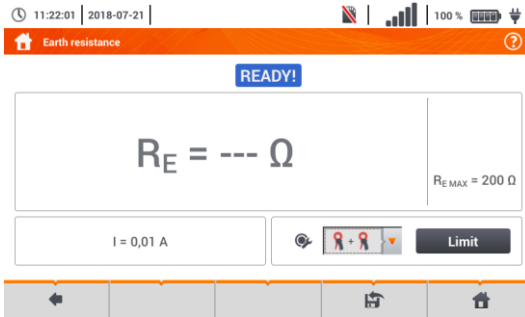 11:22:01 2018-07-21 100 %
Earth resistance ?
READY!
RE = --- Ω
RE MAX = 200 Ω
I = 0,01 A
+
Limit